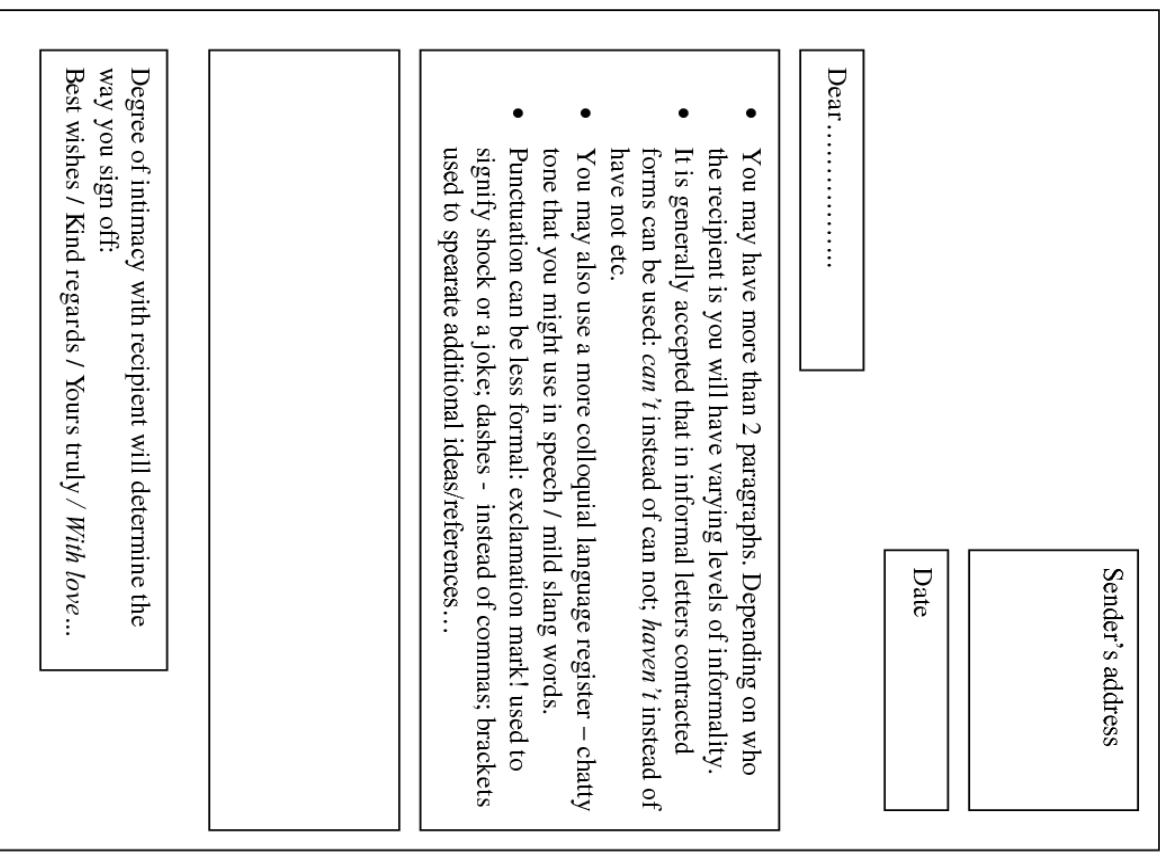 Sender's address
Date
Dear………………
• You may have more than 2 paragraphs. Depending on who
the recipient is you will have varying levels of informality.
• It is generally accepted that in informal letters contracted
forms can be used: can't instead of can not; haven't instead of
have not etc.
• You may also use a more colloquial language register – chatty
tone that you might use in speech / mild slang words.
• Punctuation can be less formal: exclamation mark! used to
signify shock or a joke; dashes - instead of commas; brackets
used to spearate additional ideas/references…
Degree of intimacy with recipient will determine the
way you sign off:
Best wishes / Kind regards / Yours truly / With love…